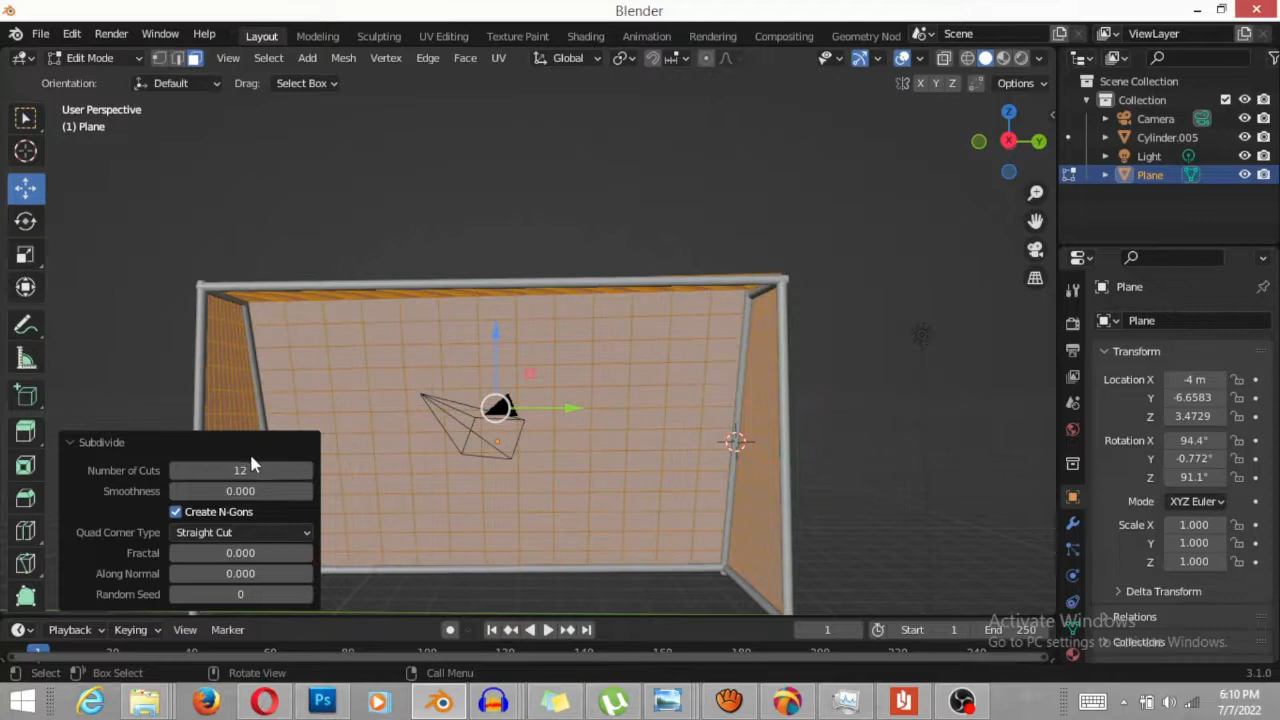 Blender
File Edit Render Window Help Layout Modeling Sculpting UV Editing Texture Paint Shading Animation Rendering Compositing Geometry Nod Scene ViewLayer
Edit Mode View Select Add Mesh Vertex Edge Face UV Global
Orientation: Default Drag: Select Box X Y Z Options
User Perspective
(1) Plane
Scene Collection
Collection
Camera
Cylinder.005
Light
Plane
Z
X
Y
Plane
Plane
Transform
Location X -4 m
Y -6.6583
Z 3.4729
Rotation X 94.4°
Y -0.772°
Z 91.1°
Mode XYZ Euler
Scale X 1.000
Y 1.000
Z 1.000
Delta Transform
Relations
Collections
Subdivide
Number of Cuts 12
Smoothness 0.000
Create N-Gons
Quad Corner Type Straight Cut
Fractal 0.000
Along Normal 0.000
Random Seed 0
Activate Windows
Go to PC settings to activate Windows.
Playback Keying View Marker 1 Start 1 End 250
Select Box Select Rotate View Call Menu 3.1.0
Ps
6:10 PM
7/7/2022